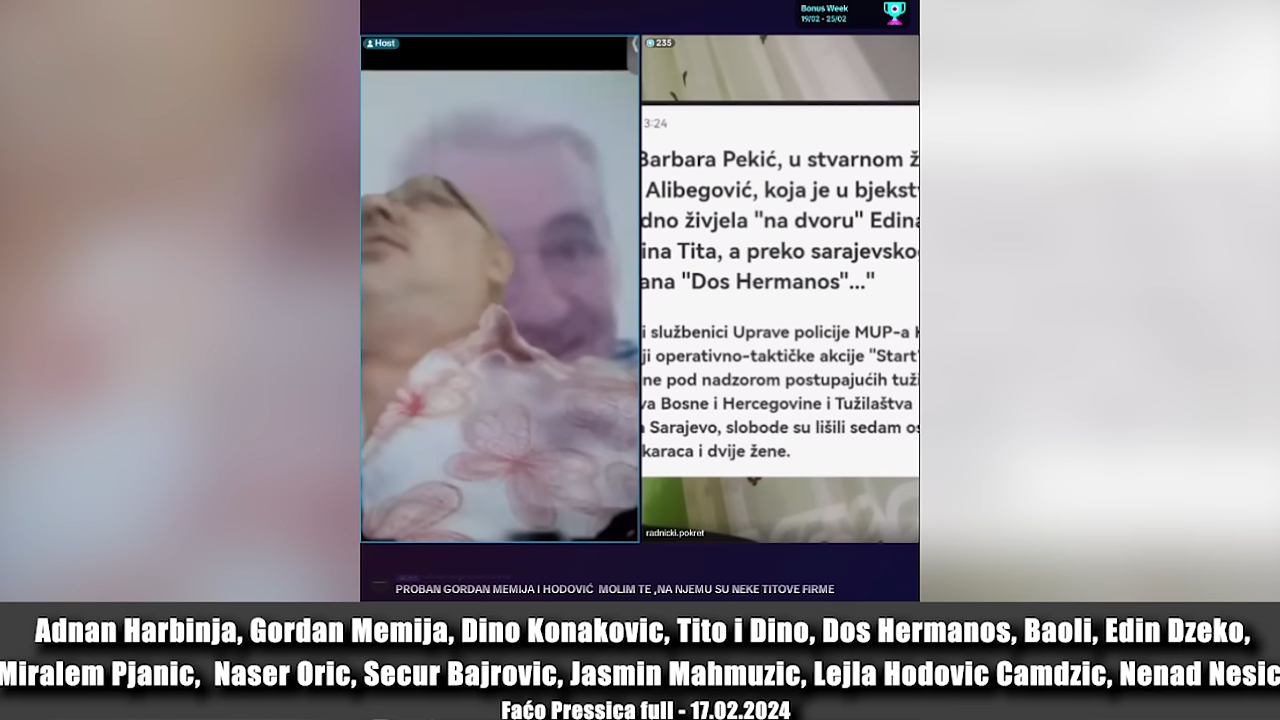 Bonus Week
19/02 - 25/02
Host
235
3:24
Barbara Pekić, u stvarnom ž
Alibegović, koja je u bjekst
dno živjela "na dvoru" Edina
ina Tita, a preko sarajevsko
ana "Dos Hermanos"..."
i službenici Uprave policije MUP-a K
ji operativno-taktičke akcije "Start"
ne pod nadzorom postupajućih tuži
va Bosne i Hercegovine i Tužilaštva
Sarajevo, slobode su lišili sedam os
karaca i dvije žene.
radnicki.pokret
PROBAN GORDAN MEMIJA I HODOVIĆ MOLIM TE ,NA NJEMU SU NEKE TITOVE FIRME
Adnan Harbinja, Gordan Memija, Dino Konakovic, Tito i Dino, Dos Hermanos, Baoli, Edin Dzeko,
Miralem Pjanic, Naser Oric, Secur Bajrovic, Jasmin Mahmuzic, Lejla Hodovic Camdzic, Nenad Nesic
Faćo Pressica full - 17.02.2024